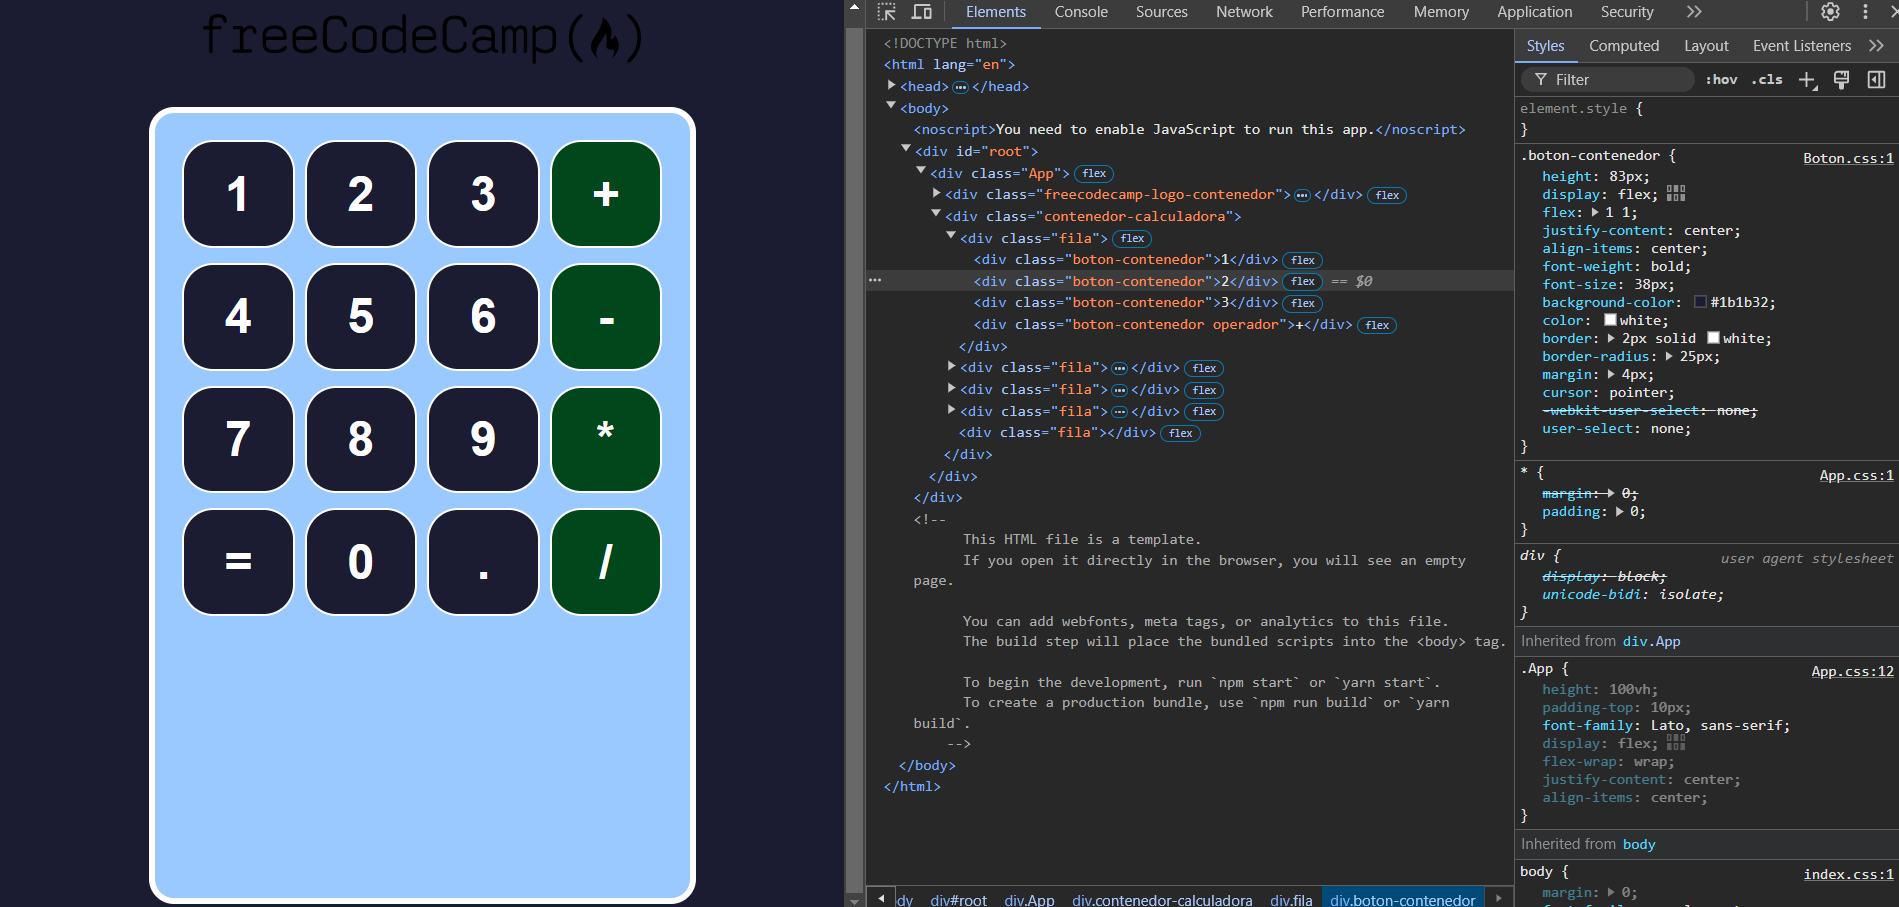 freeCodeCamp(🔥)
1 2 3 +
4 5 6 -
7 8 9 *
= 0 . /
Elements Console Sources Network Performance Memory Application Security
<!DOCTYPE html>
<html lang="en">
<head> ••• </head>
<body>
<noscript>You need to enable JavaScript to run this app.</noscript>
<div id="root">
<div class="App"> flex
<div class="freecodecamp-logo-contenedor"> ••• </div> flex
<div class="contenedor-calculadora">
<div class="fila"> flex
<div class="boton-contenedor">1</div> flex
••• <div class="boton-contenedor">2</div> flex == $0
<div class="boton-contenedor">3</div> flex
<div class="boton-contenedor operador">+</div> flex
</div>
<div class="fila"> ••• </div> flex
<div class="fila"> ••• </div> flex
<div class="fila"> ••• </div> flex
<div class="fila"></div> flex
</div>
</div>
</div>
<!--
This HTML file is a template.
If you open it directly in the browser, you will see an empty
page.
You can add webfonts, meta tags, or analytics to this file.
The build step will place the bundled scripts into the <body> tag.
To begin the development, run `npm start` or `yarn start`.
To create a production bundle, use `npm run build` or `yarn
build`.
-->
</body>
</html>
dy div#root div.App div.contenedor-calculadora div.fila div.boton-contenedor
Styles Computed Layout Event Listeners
Filter :hov .cls
element.style {
}
.boton-contenedor { Boton.css:1
height: 83px;
display: flex;
flex: 1 1;
justify-content: center;
align-items: center;
font-weight: bold;
font-size: 38px;
background-color: #1b1b32;
color: white;
border: 2px solid white;
border-radius: 25px;
margin: 4px;
cursor: pointer;
-webkit-user-select: none;
user-select: none;
}
* { App.css:1
margin: 0;
padding: 0;
}
div { user agent stylesheet
display: block;
unicode-bidi: isolate;
}
Inherited from div.App
.App { App.css:12
height: 100vh;
padding-top: 10px;
font-family: Lato, sans-serif;
display: flex;
flex-wrap: wrap;
justify-content: center;
align-items: center;
}
Inherited from body
body { index.css:1
margin: 0;